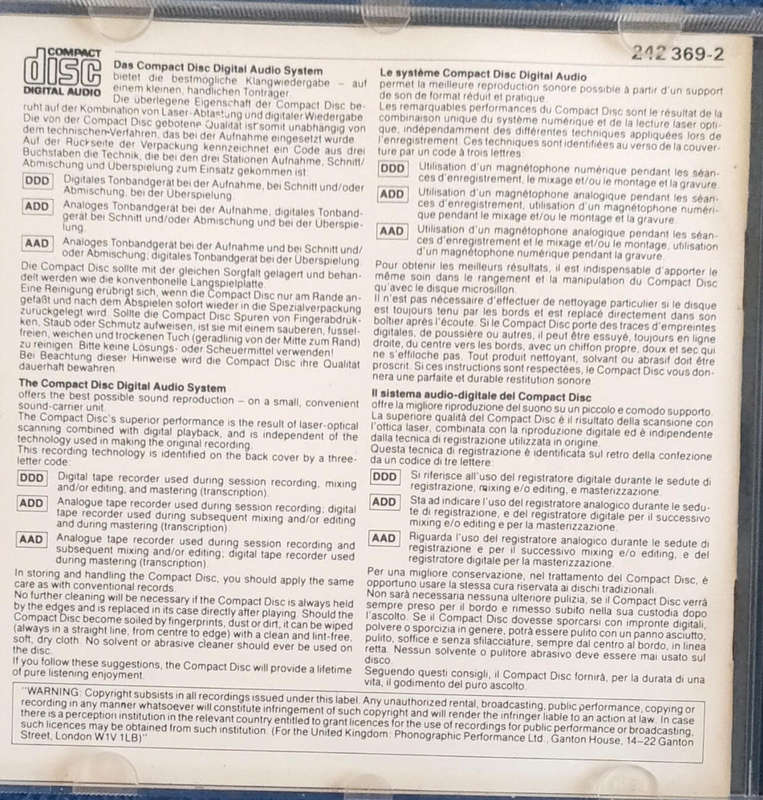 COMPACT
disc
DIGITAL AUDIO
242 369-2
Das Compact Disc Digital Audio System
bietet die bestmögliche Klangwiedergabe – auf
einem kleinen, handlichen Tonträger.
Die überlegene Eigenschaft der Compact Disc be-
ruht auf der Kombination von Laser-Abtastung und digitaler Wiedergabe
Die von der Compact Disc gebotene Qualität ist somit unabhängig von
dem technischen-Verfahren, das bei der Aufnahme eingesetzt wurde.
Auf der Rückseite der Verpackung kennzeichnet ein Code aus drei
Buchstaben die Technik, die bei den drei Stationen Aufnahme, Schnitt/
Abmischung und Überspielung zum Einsatz gekommen ist.
DDD Digitales Tonbandgerät bei der Aufnahme, bei Schnitt und/oder
Abmischung, bei der Überspielung.
ADD Analoges Tonbandgerät bei der Aufnahme, digitales Tonband-
gerät bei Schnitt und/oder Abmischung und bei der Überspie-
lung.
AAD Analoges Tonbandgerät bei der Aufnahme und bei Schnitt und/
oder Abmischung; digitales Tonbandgerät bei der Überspielung.
Die Compact Disc sollte mit der gleichen Sorgfalt gelagert und behan-
delt werden wie die konventionelle Langspielplatte.
Eine Reinigung erübrigt sich, wenn die Compact Disc nur am Rande an-
gefaßt und nach dem Abspielen sofort wieder in die Spezialverpackung
zurückgelegt wird. Sollte die Compact Disc Spuren von Fingerabdrük-
ken, Staub oder Schmutz aufweisen, ist sie mit einem sauberen, fussel-
freien, weichen und trockenen Tuch (geradlinig von der Mitte zum Rand)
zu reinigen. Bitte keine Lösungs- oder Scheuermittel verwenden!
Bei Beachtung dieser Hinweise wird die Compact Disc ihre Qualität
dauerhaft bewahren.
The Compact Disc Digital Audio System
offers the best possible sound reproduction – on a small, convenient
sound-carrier unit.
The Compact Disc's superior performance is the result of laser-optical
scanning combined with digital playback, and is independent of the
technology used in making the original recording.
This recording technology is identified on the back cover by a three-
letter code:
DDD Digital tape recorder used during session recording, mixing
and/or editing, and mastering (transcription).
ADD Analogue tape recorder used during session recording; digital
tape recorder used during subsequent mixing and/or editing
and during mastering (transcription).
AAD Analogue tape recorder used during session recording and
subsequent mixing and/or editing; digital tape recorder used
during mastering (transcription).
In storing and handling the Compact Disc, you should apply the same
care as with conventional records.
No further cleaning will be necessary if the Compact Disc is always held
by the edges and is replaced in its case directly after playing. Should the
Compact Disc become soiled by fingerprints, dust or dirt, it can be wiped
(always in a straight line, from centre to edge) with a clean and lint-free,
soft, dry cloth. No solvent or abrasive cleaner should ever be used on
the disc.
If you follow these suggestions, the Compact Disc will provide a lifetime
of pure listening enjoyment.
Le système Compact Disc Digital Audio
permet la meilleure reproduction sonore possible à partir d'un support
de son de format réduit et pratique.
Les remarquables performances du Compact Disc sont le résultat de la
combinaison unique du système numérique et de la lecture laser opti-
que, indépendamment des différentes techniques appliquées lors de
l'enregistrement. Ces techniques sont identifiées au verso de la couver-
ture par un code à trois lettres:
DDD Utilisation d'un magnétophone numérique pendant les séan-
ces d'enregistrement, le mixage et/ou le montage et la gravure.
ADD Utilisation d'un magnétophone analogique pendant les séan-
ces d'enregistrement, utilisation d'un magnétophone numéri-
que pendant le mixage et/ou le montage et la gravure.
AAD Utilisation d'un magnétophone analogique pendant les séan-
ces d'enregistrement et le mixage et/ou le montage, utilisation
d'un magnétophone numérique pendant la gravure.
Pour obtenir les meilleurs résultats, il est indispensable d'apporter le
même soin dans le rangement et la manipulation du Compact Disc
qu'avec le disque microsillon.
Il n'est pas nécessaire d'effectuer de nettoyage particulier si le disque
est toujours tenu par les bords et est replacé directement dans son
boîtier après l'écoute. Si le Compact Disc porte des traces d'empreintes
digitales, de poussière ou autres, il peut être essuyé, toujours en ligne
droite, du centre vers les bords, avec un chiffon propre, doux et sec qui
ne s'effiloche pas. Tout produit nettoyant, solvant ou abrasif doit être
proscrit. Si ces instructions sont respectées, le Compact Disc vous don-
nera une parfaite et durable restitution sonore.
Il sistema audio-digitale del Compact Disc
offre la migliore riproduzione del suono su un piccolo e comodo supporto.
La superiore qualità del Compact Disc è il risultato della scansione con
l'ottica laser, combinata con la riproduzione digitale ed è indipendente
dalla tecnica di registrazione utilizzata in origine.
Questa tecnica di registrazione è identificata sul retro della confezione
da un codice di tre lettere:
DDD Si riferisce all'uso del registratore digitale durante le sedute di
registrazione, mixing e/o editing, e masterizzazione.
ADD Sta ad indicare l'uso del registratore analogico durante le sedu-
te di registrazione, e del registratore digitale per il successivo
mixing e/o editing e per la masterizzazione.
AAD Riguarda l'uso del registratore analogico durante le sedute di
registrazione e per il successivo mixing e/o editing, e del
registratore digitale per la masterizzazione.
Per una migliore conservazione, nel trattamento del Compact Disc, è
opportuno usare la stessa cura riservata ai dischi tradizionali.
Non sarà necessaria nessuna ulteriore pulizia, se il Compact Disc verrà
sempre preso per il bordo e rimesso subito nella sua custodia dopo
l'ascolto. Se il Compact Disc dovesse sporcarsi con impronte digitali,
polvere o sporcizia in genere, potrà essere pulito con un panno asciutto,
pulito, soffice e senza sfilacciature, sempre dal centro al bordo, in linea
retta. Nessun solvente o pulitore abrasivo deve essere mai usato sul
disco.
Seguendo questi consigli, il Compact Disc fornirà, per la durata di una
vita, il godimento del puro ascolto.
"WARNING: Copyright subsists in all recordings issued under this label. Any unauthorized rental, broadcasting, public performance, copying or
recording in any manner whatsoever will constitute infringement of such copyright and will render the infringer liable to an action at law. In case
there is a perception institution in the relevant country entitled to grant licences for the use of recordings for public performance or broadcasting,
such licences may be obtained from such institution. (For the United Kingdom: Phonographic Performance Ltd., Ganton House, 14–22 Ganton
Street, London W1V 1LB)"